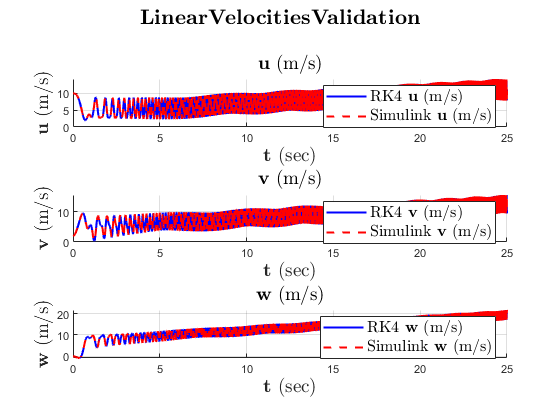 LinearVelocitiesValidation
u (m/s)
u (m/s)
10
5
0
RK4 u (m/s)
Simulink u (m/s)
0 5 10 15 20 25
t (sec)
v (m/s)
v (m/s)
10
0
RK4 v (m/s)
Simulink v (m/s)
0 5 10 15 20 25
t (sec)
w (m/s)
w (m/s)
20
10
0
RK4 w (m/s)
Simulink w (m/s)
0 5 10 15 20 25
t (sec)